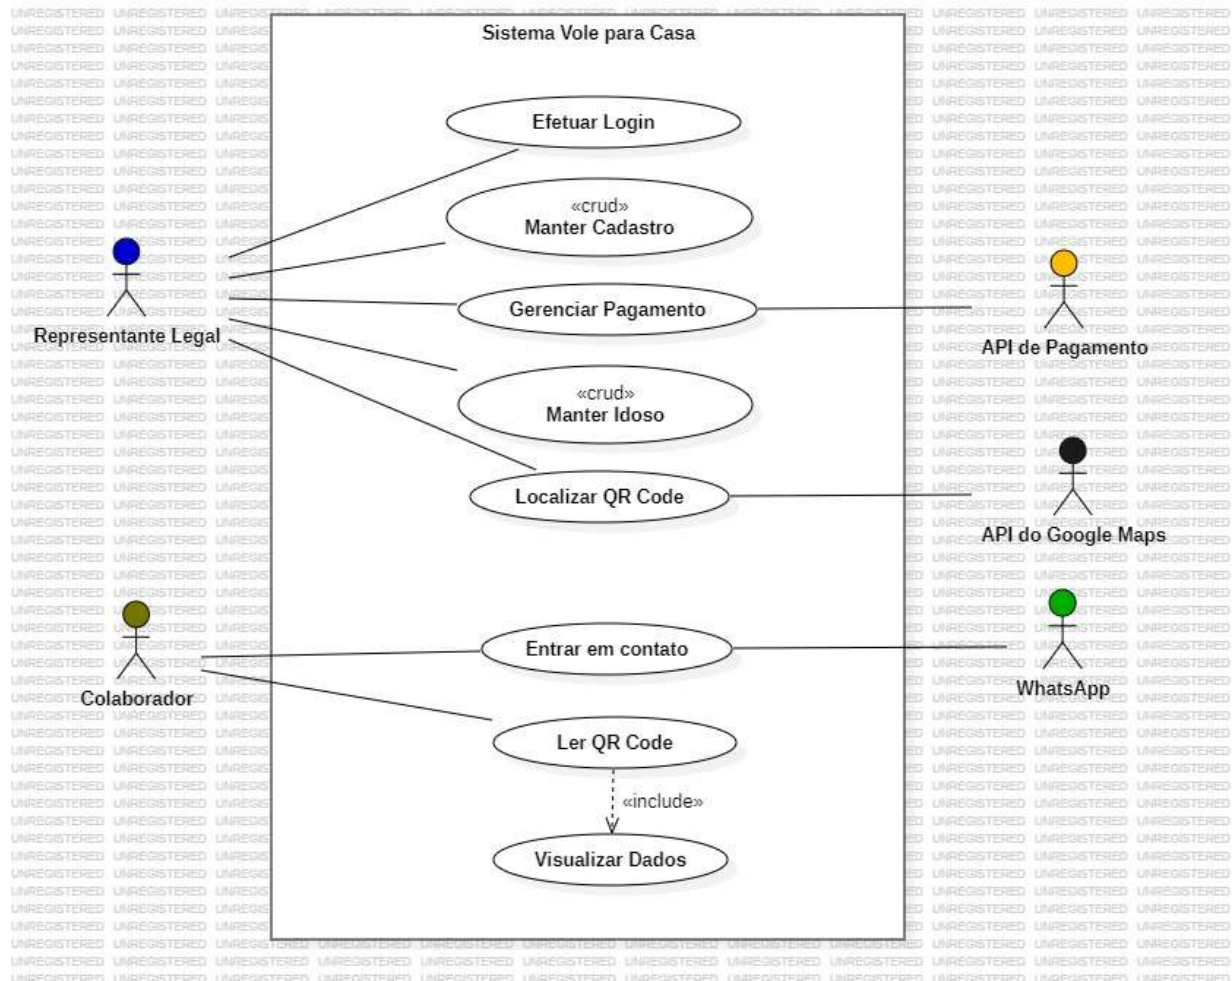 Sistema Vole para Casa
Efetuar Login
«crud»
Manter Cadastro
Gerenciar Pagamento
Representante Legal
API de Pagamento
«crud»
Manter Idoso
Localizar QR Code
API do Google Maps
Entrar em contato
Colaborador
WhatsApp
Ler QR Code
«include»
Visualizar Dados
UNREGISTERED